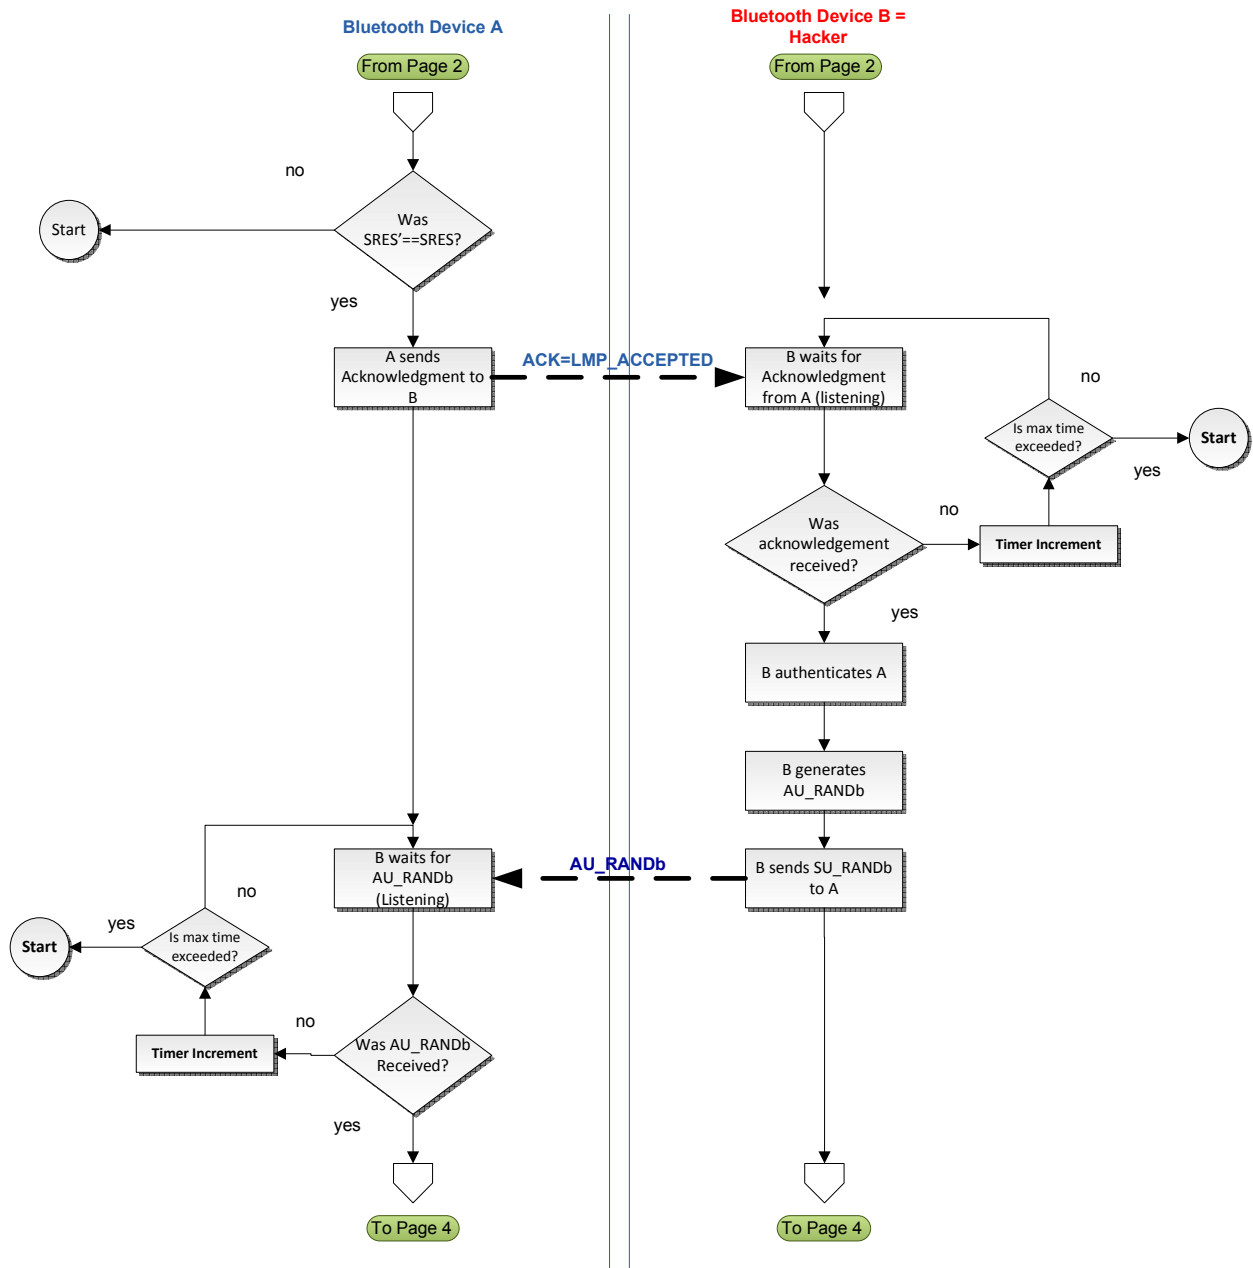 Bluetooth Device A
Bluetooth Device B =
Hacker
From Page 2
From Page 2
no
Start
Was
SRES’==SRES?
yes
A sends
Acknowledgment to
B
ACK=LMP_ACCEPTED
B waits for
Acknowledgment
from A (listening)
no
Is max time
exceeded?
Start
yes
Was
acknowledgement
received?
no
Timer Increment
yes
B authenticates A
B generates
AU_RANDb
B waits for
AU_RANDb
(Listening)
AU_RANDb
B sends SU_RANDb
to A
no
yes
Start
Is max time
exceeded?
no
Timer Increment
Was AU_RANDb
Received?
yes
To Page 4
To Page 4